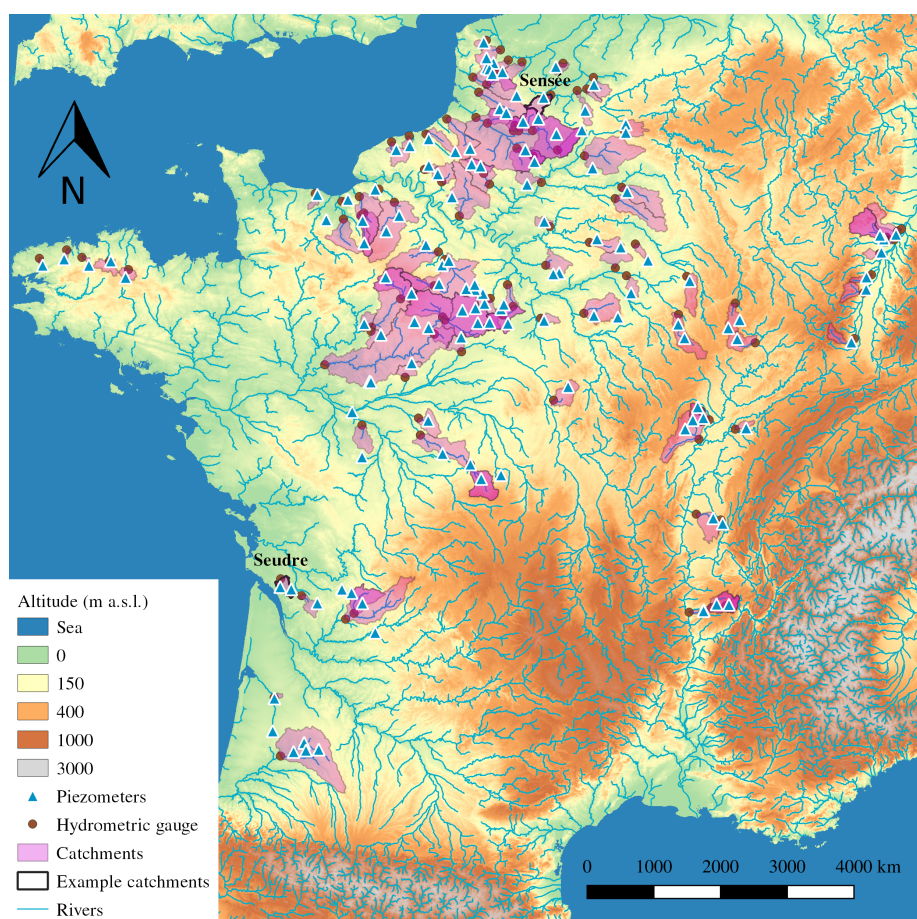 Sensée
N
Seudre
Altitude (m a.s.l.)
Sea
0
150
400
1000
3000
Piezometers
Hydrometric gauge
Catchments
Example catchments
Rivers
0 1000 2000 3000 4000 km